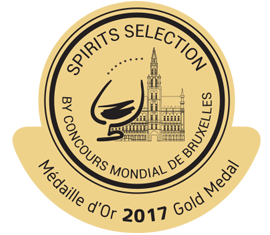 SPIRITS SELECTION
BY CONCOURS MONDIAL DE BRUXELLES
Médaille d'Or 2017 Gold Medal